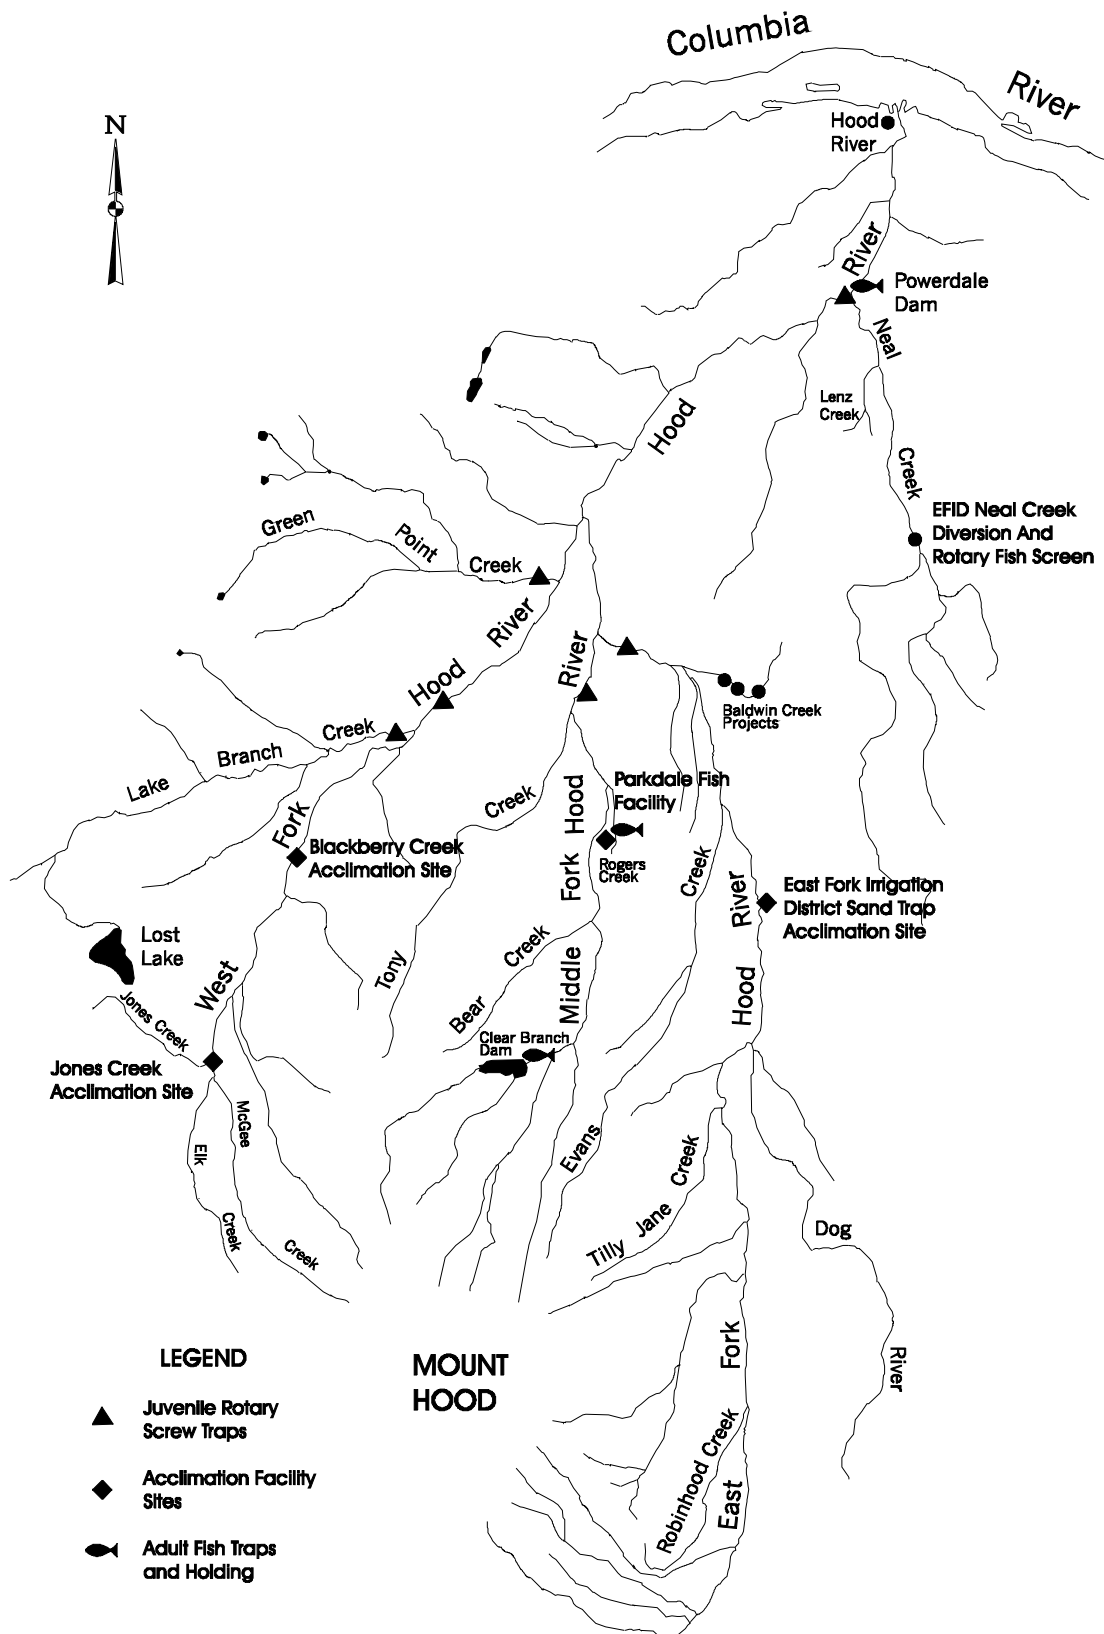 Columbia
River
N
Hood
River
River
Powerdale
Dam
Neal
Lenz
Creek
Hood
Creek
EFID Neal Creek
Diversion And
Rotary Fish Screen
Green
Point
Creek
River
Hood
River
Baldwin Creek
Projects
Creek
Branch
Lake
Parkdale Fish
Facility
Hood
Creek
Fork
Blackberry Creek
Acclimation Site
Rogers
Creek
Fork
Creek
River
East Fork Irrigation
District Sand Trap
Acclimation Site
Lost
Lake
West
Tony
Creek
Bear
Middle
Hood
Jones Creek
Clear Branch
Dam
Jones Creek
Acclimation Site
McGee
Elk
Creek
Creek
Evans
Creek
Jane
Tilly
Dog
River
LEGEND
MOUNT
HOOD
Fork
Juvenile Rotary
Screw Traps
Robinhood Creek
East
Acclimation Facility
Sites
Adult Fish Traps
and Holding